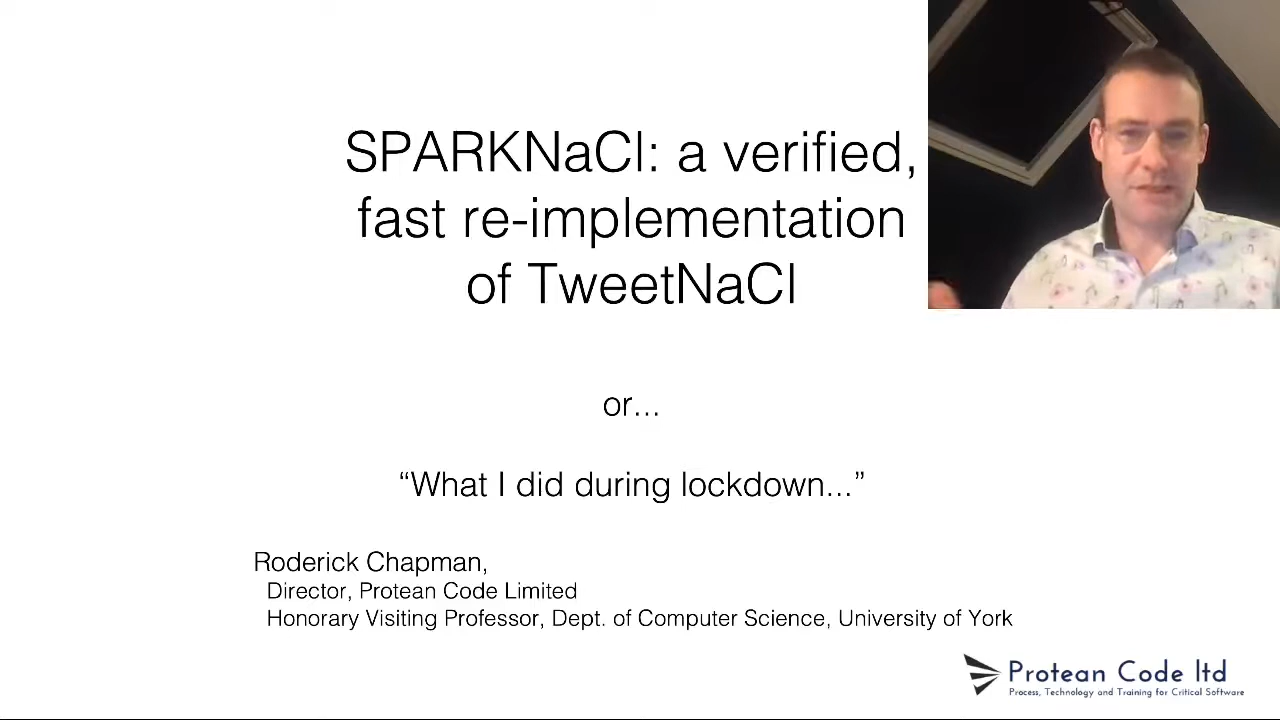 SPARKNaCl: a verified,
fast re-implementation
of TweetNaCl
or...
“What I did during lockdown...”
Roderick Chapman,
Director, Protean Code Limited
Honorary Visiting Professor, Dept. of Computer Science, University of York
Protean Code ltd
Process, Technology and Training for Critical Software